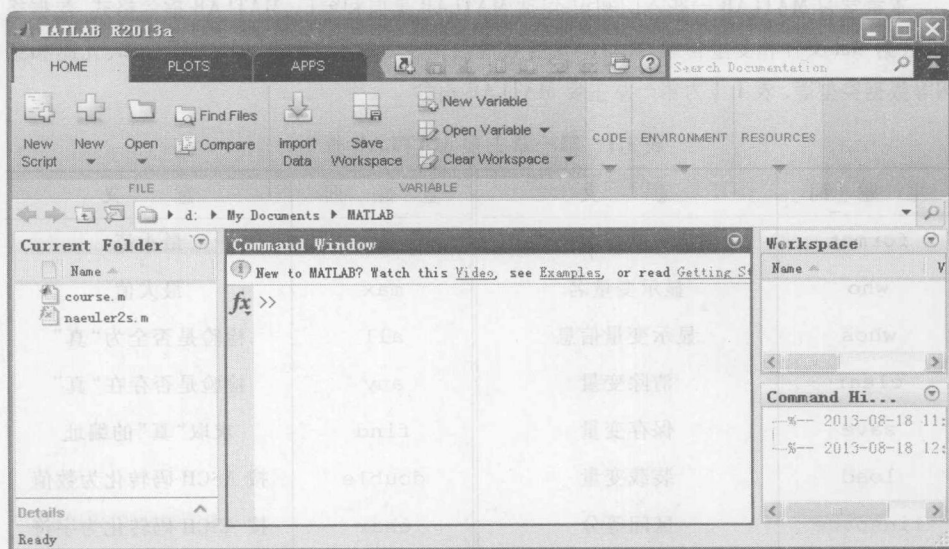 MATLAB R2013a
HOME PLOTS APPS Search Documentation
New Script
New
Open
Find Files
Compare
Import Data
Save Workspace
New Variable
Open Variable
Clear Workspace
CODE ENVIRONMENT RESOURCES
FILE VARIABLE
d: My Documents MATLAB
Current Folder
Name
course.m
naeuler2s.m
Details
Command Window
New to MATLAB? Watch this Video, see Examples, or read Getting St
fx >>
Workspace
Name V
Command Hi...
--%-- 2013-08-18 11:
--%-- 2013-08-18 12:
Ready